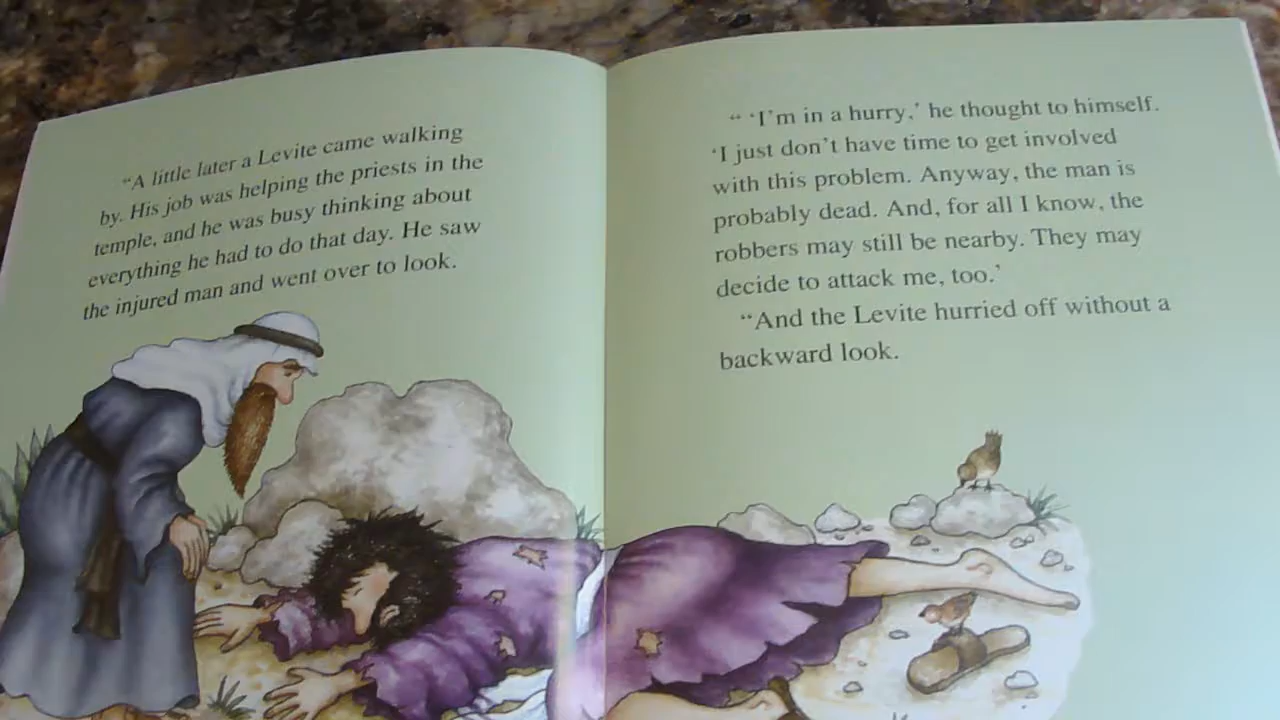 “A little later a Levite came walking
by. His job was helping the priests in the
temple, and he was busy thinking about
everything he had to do that day. He saw
the injured man and went over to look.
“ ‘I’m in a hurry,’ he thought to himself.
‘I just don’t have time to get involved
with this problem. Anyway, the man is
probably dead. And, for all I know, the
robbers may still be nearby. They may
decide to attack me, too.’
“And the Levite hurried off without a
backward look.